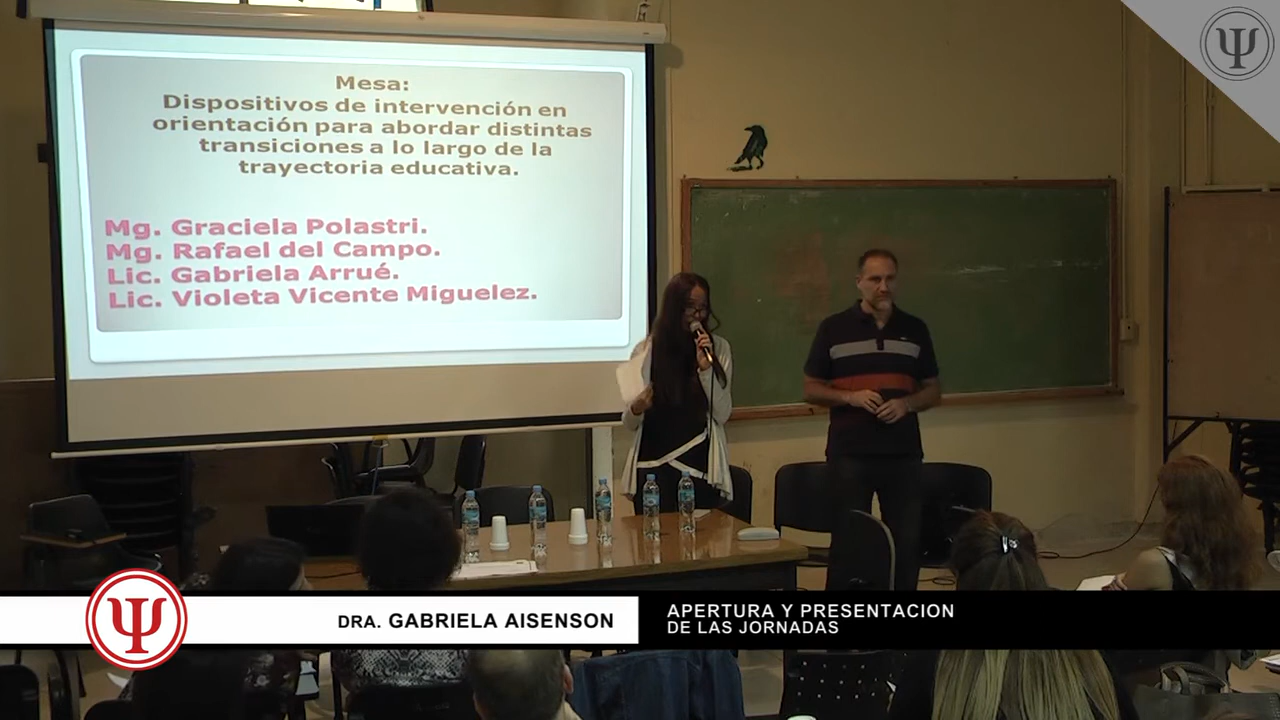 Mesa:
Dispositivos de intervención en
orientación para abordar distintas
transiciones a lo largo de la
trayectoria educativa.
Mg. Graciela Polastri.
Mg. Rafael del Campo.
Lic. Gabriela Arrué.
Lic. Violeta Vicente Miguelez.
Ψ
Ψ
DRA. GABRIELA AISENSON
APERTURA Y PRESENTACION
DE LAS JORNADAS